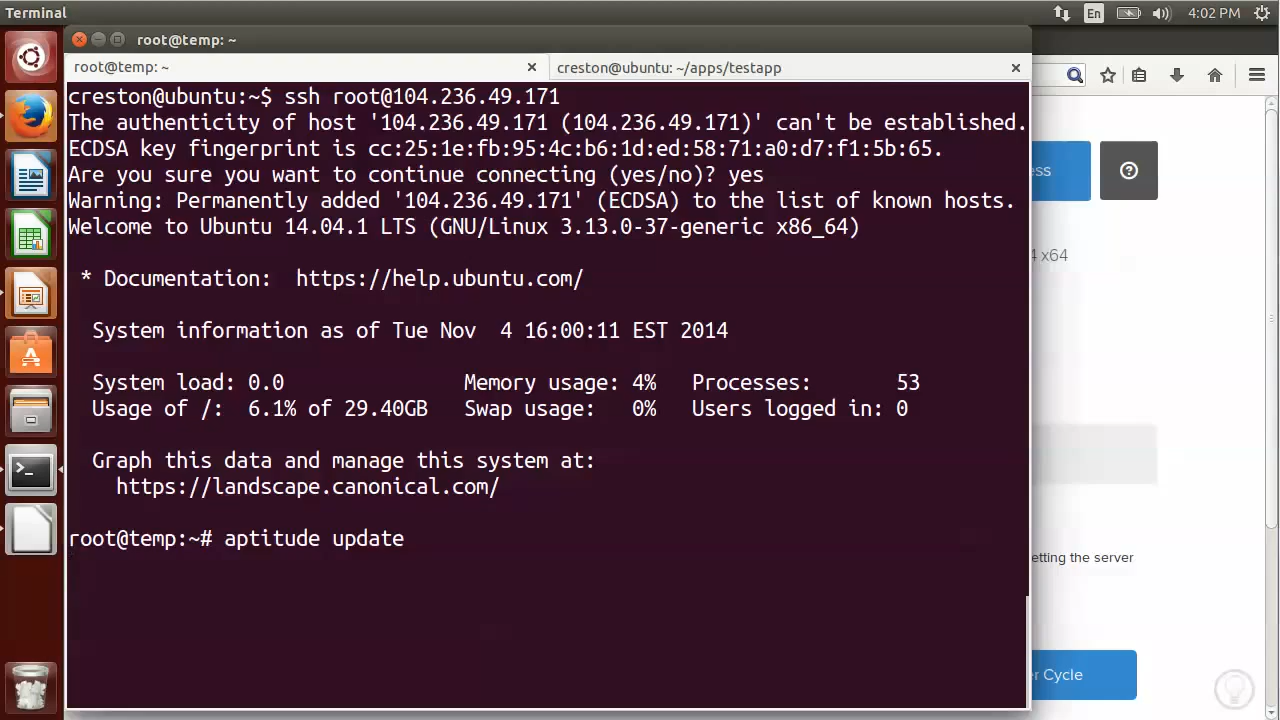 Terminal
En
4:02 PM
root@temp: ~
root@temp: ~
creston@ubuntu: ~/apps/testapp
creston@ubuntu:~$ ssh root@104.236.49.171
The authenticity of host '104.236.49.171 (104.236.49.171)' can't be established.
ECDSA key fingerprint is cc:25:1e:fb:95:4c:b6:1d:ed:58:71:a0:d7:f1:5b:65.
Are you sure you want to continue connecting (yes/no)? yes
Warning: Permanently added '104.236.49.171' (ECDSA) to the list of known hosts.
Welcome to Ubuntu 14.04.1 LTS (GNU/Linux 3.13.0-37-generic x86_64)
* Documentation:  https://help.ubuntu.com/
System information as of Tue Nov  4 16:00:11 EST 2014
System load: 0.0 Memory usage: 4% Processes: 53
Usage of /: 6.1% of 29.40GB Swap usage: 0% Users logged in: 0
Graph this data and manage this system at:
https://landscape.canonical.com/
root@temp:~# aptitude update
ess
4 x64
etting the server
er Cycle